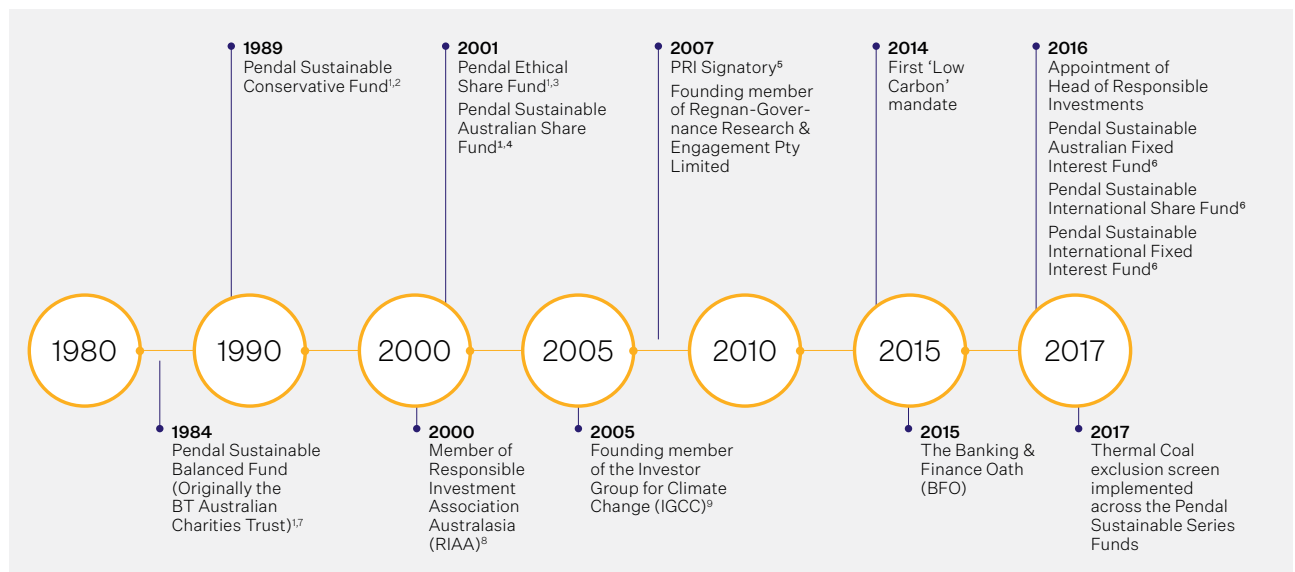 1989
Pendal Sustainable
Conservative Fund¹,²
2001
Pendal Ethical
Share Fund¹,³
Pendal Sustainable
Australian Share
Fund¹,⁴
2007
PRI Signatory⁵
Founding member
of Regnan-Gover-
nance Research &
Engagement Pty
Limited
2014
First ‘Low
Carbon’
mandate
2016
Appointment of
Head of Responsible
Investments
Pendal Sustainable
Australian Fixed
Interest Fund⁶
Pendal Sustainable
International Share Fund⁶
Pendal Sustainable
International Fixed
Interest Fund⁶
1980
1990
2000
2005
2010
2015
2017
1984
Pendal Sustainable
Balanced Fund
(Originally the
BT Australian
Charities Trust)¹,⁷
2000
Member of
Responsible
Investment
Association
Australasia
(RIAA)⁸
2005
Founding member
of the Investor
Group for Climate
Change (IGCC)⁹
2015
The Banking &
Finance Oath
(BFO)
2017
Thermal Coal
exclusion screen
implemented
across the Pendal
Sustainable Series
Funds